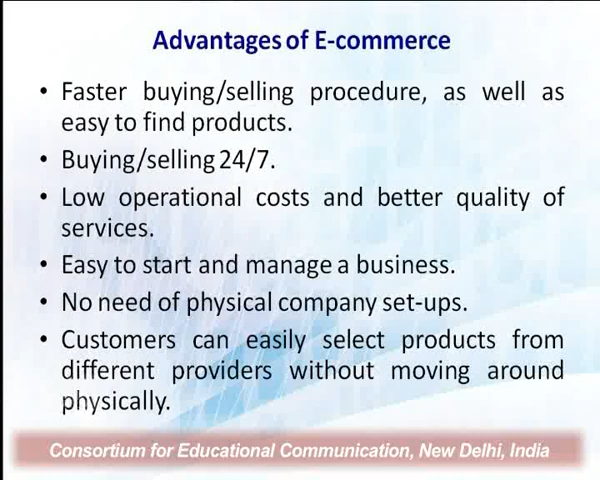 Advantages of E-commerce
• Faster buying/selling procedure, as well as
easy to find products.
• Buying/selling 24/7.
• Low operational costs and better quality of
services.
• Easy to start and manage a business.
• No need of physical company set-ups.
• Customers can easily select products from
different providers without moving around
physically.
Consortium for Educational Communication, New Delhi, India